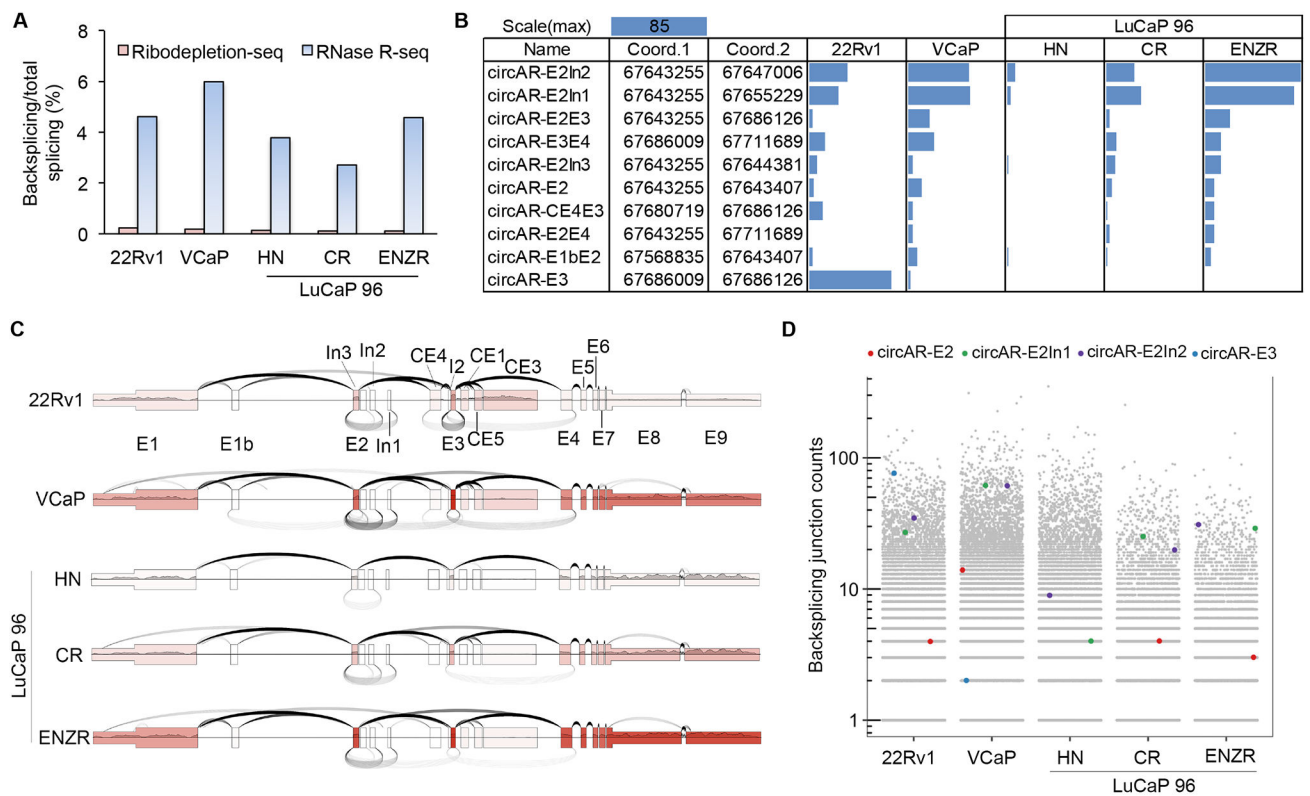 A
8
6
4
2
0
Backsplicing/total
splicing (%)
Ribodepletion-seq
RNase R-seq
22Rv1 VCaP HN CR ENZR
LuCaP 96
B
Scale(max) 85 LuCaP 96
Name Coord.1 Coord.2 22Rv1 VCaP HN CR ENZR
circAR-E2In2 67643255 67647006
circAR-E2In1 67643255 67655229
circAR-E2E3 67643255 67686126
circAR-E3E4 67686009 67711689
circAR-E2In3 67643255 67644381
circAR-E2 67643255 67643407
circAR-CE4E3 67680719 67686126
circAR-E2E4 67643255 67711689
circAR-E1bE2 67568835 67643407
circAR-E3 67686009 67686126
C
In3 In2 CE4 I2 CE1 CE3 E5 E6
22Rv1
E1 E1b E2 In1 E3 CE5 E4 E7 E8 E9
VCaP
HN
CR
ENZR
LuCaP 96
D
circAR-E2 circAR-E2In1 circAR-E2In2 circAR-E3
Backsplicing junction counts
100
10
1
22Rv1 VCaP HN CR ENZR
LuCaP 96